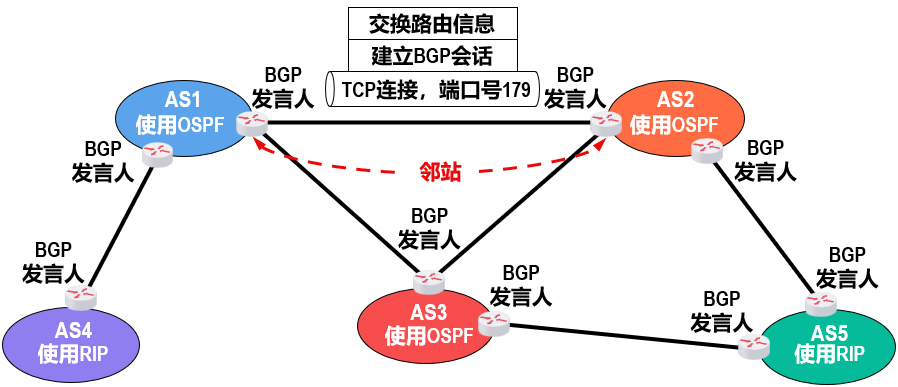 交换路由信息
建立BGP会话
TCP连接，端口号179
BGP
发言人
BGP
发言人
AS1
使用OSPF
AS2
使用OSPF
BGP
发言人
BGP
发言人
邻站
BGP
发言人
BGP
发言人
BGP
发言人
BGP
发言人
BGP
发言人
AS3
使用OSPF
AS4
使用RIP
AS5
使用RIP